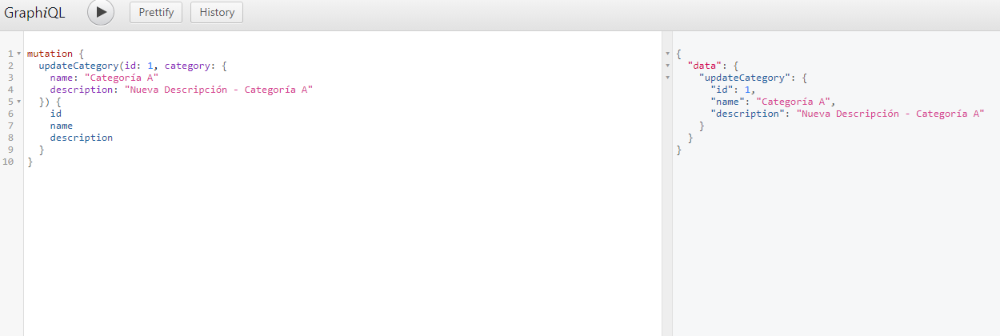 GraphiQL
Prettify
History
1 mutation {
2 updateCategory(id: 1, category: {
3 name: "Categoría A"
4 description: "Nueva Descripción - Categoría A"
5 }) {
6 id
7 name
8 description
9 }
10 }
{
"data": {
"updateCategory": {
"id": 1,
"name": "Categoría A",
"description": "Nueva Descripción - Categoría A"
}
}
}